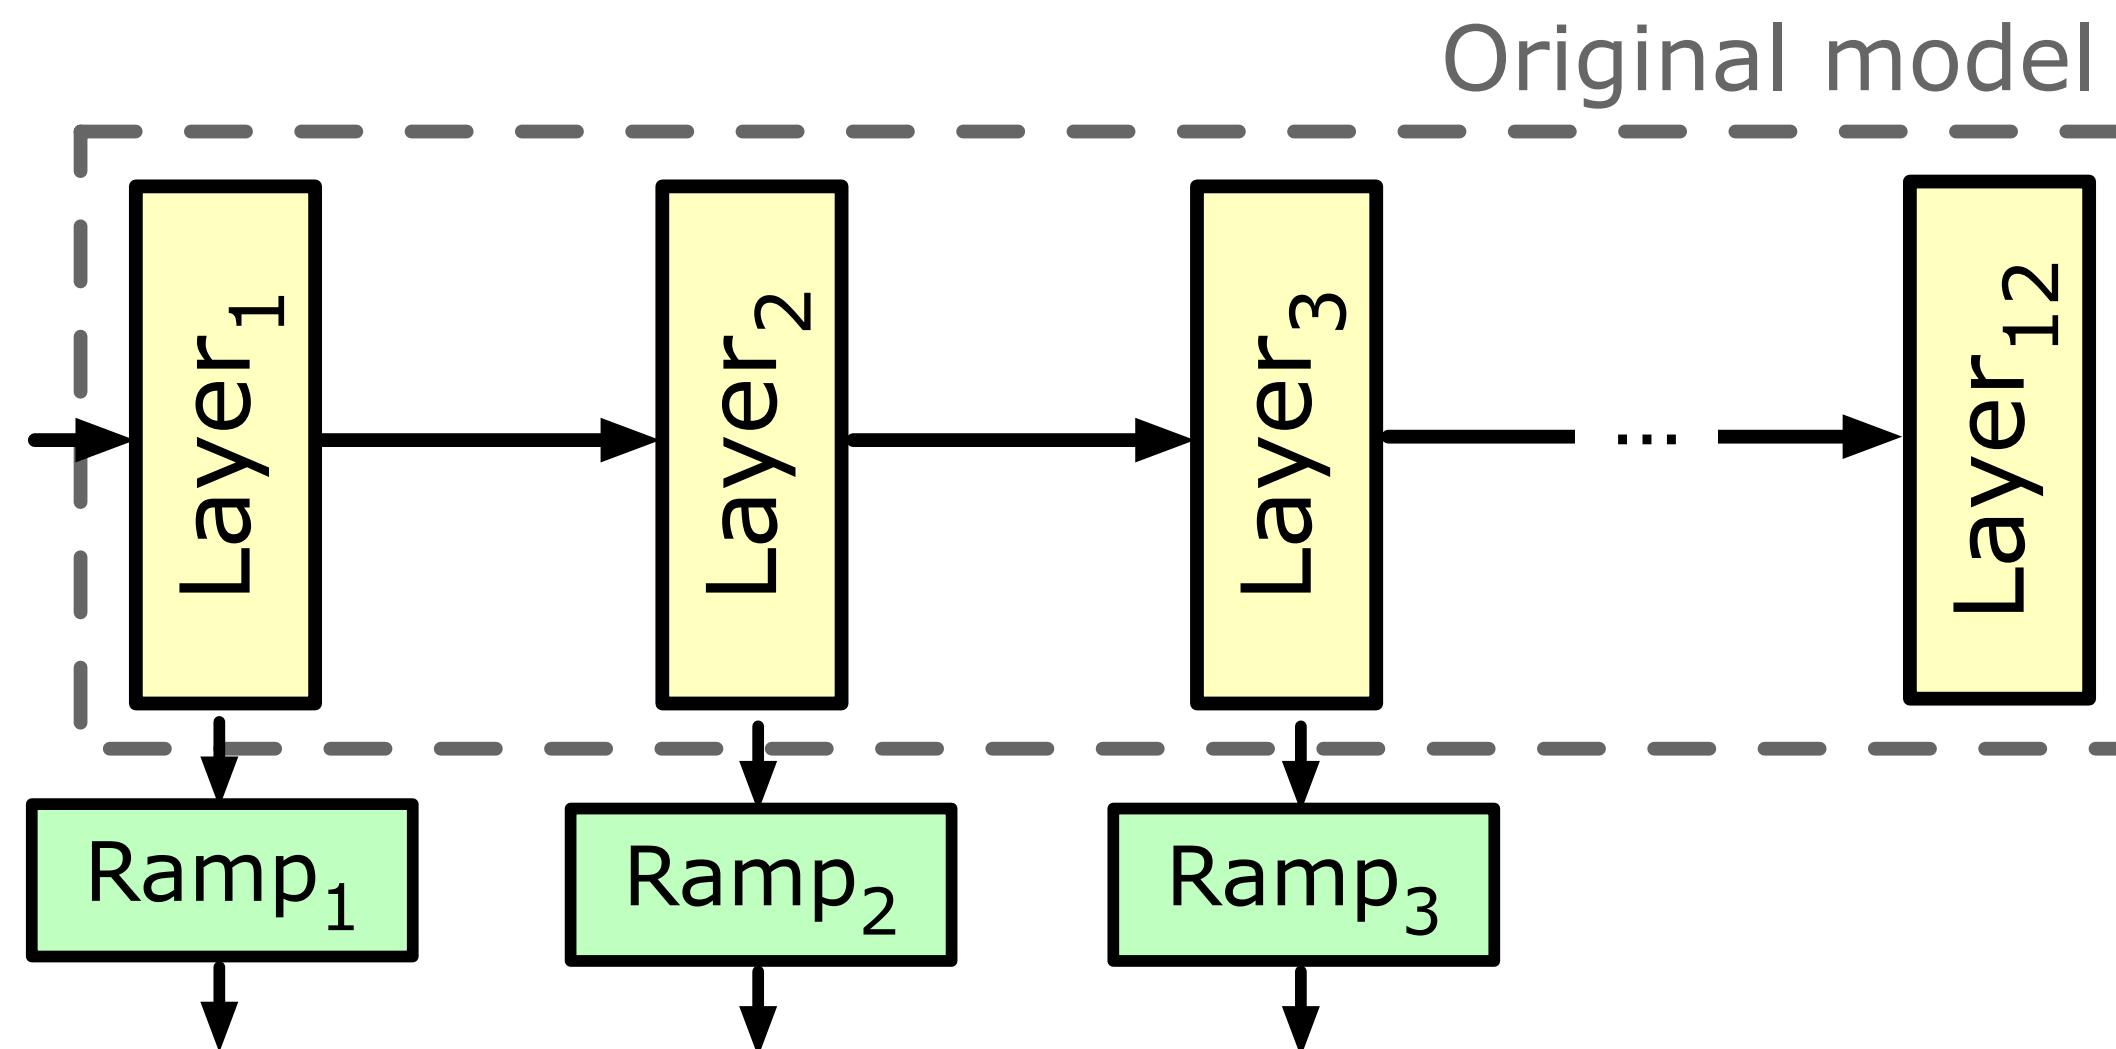 Original model
Layer₁
Layer₂
Layer₃
...
Layer₁₂
Ramp₁
Ramp₂
Ramp₃